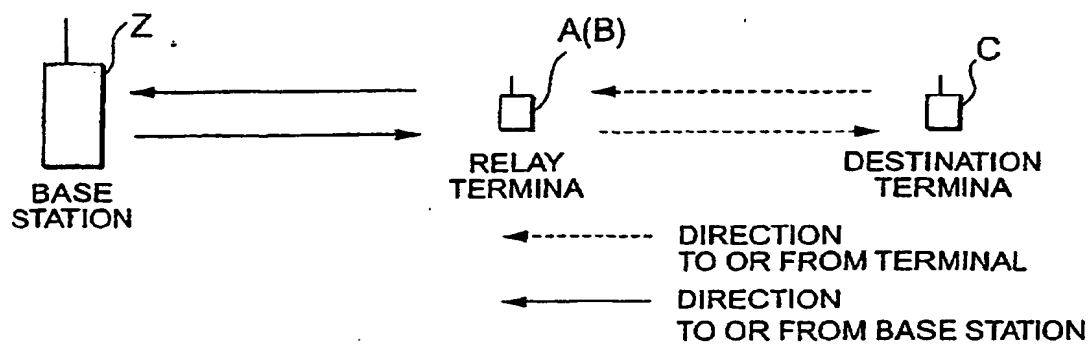 Z
A(B)
C
BASE
STATION
RELAY
TERMINA
DESTINATION
TERMINA
DIRECTION
TO OR FROM TERMINAL
DIRECTION
TO OR FROM BASE STATION